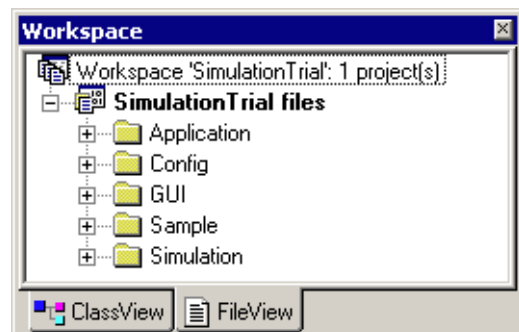 Workspace
Workspace 'SimulationTrial': 1 project(s)
SimulationTrial files
Application
Config
GUI
Sample
Simulation
ClassView FileView